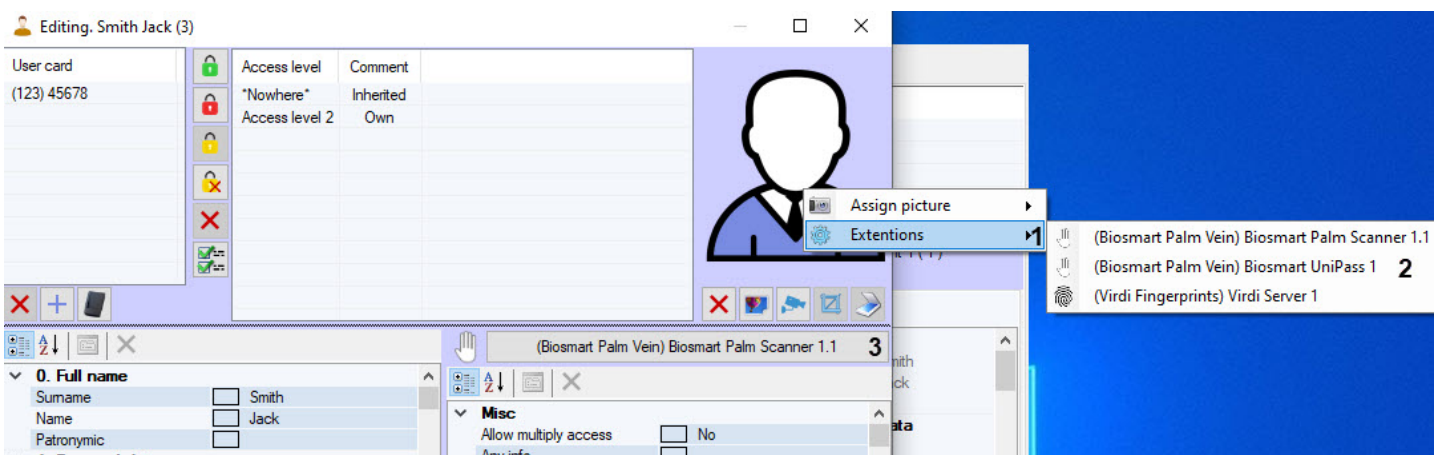 Editing. Smith Jack (3)
User card
(123) 45678
Access level Comment
*Nowhere* Inherited
Access level 2 Own
Assign picture
Extentions 1
(Biosmart Palm Vein) Biosmart Palm Scanner 1.1
(Biosmart Palm Vein) Biosmart UniPass 1 2
(Virdi Fingerprints) Virdi Server 1
(Biosmart Palm Vein) Biosmart Palm Scanner 1.1 3
0. Full name
Surname Smith
Name Jack
Patronymic
Misc
Allow multiply access No
Any info